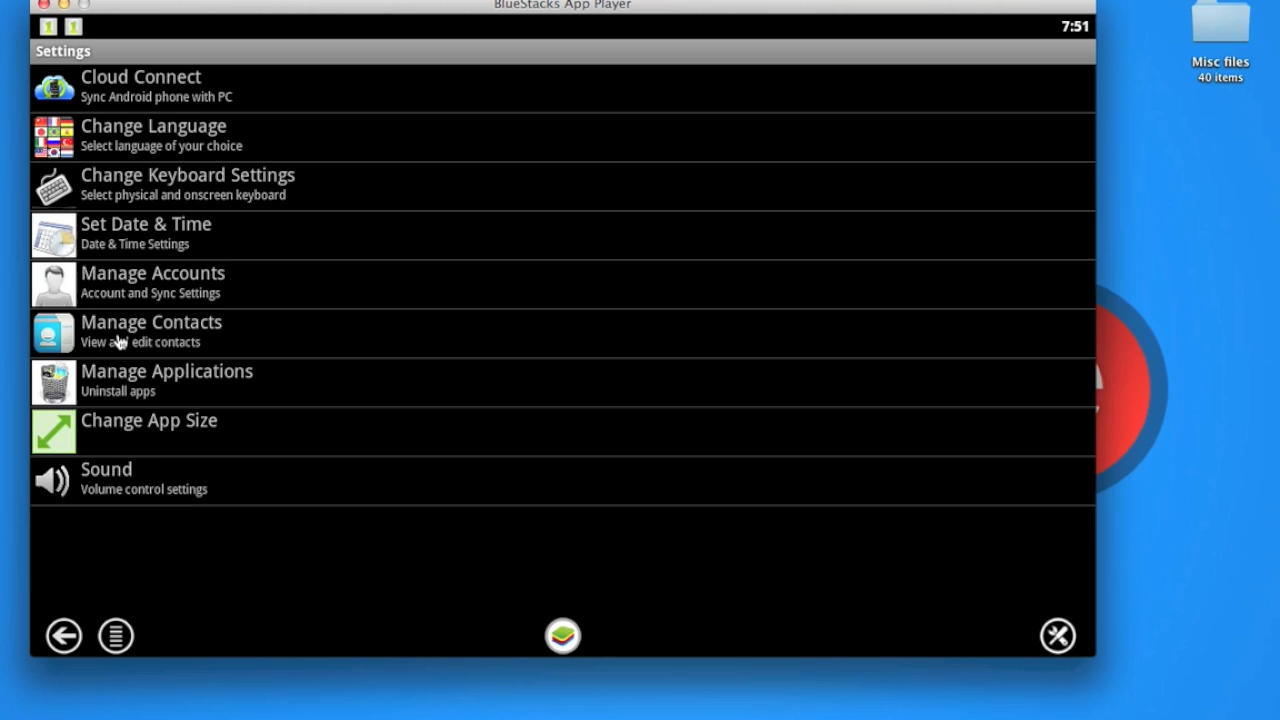 BlueStacks App Player
1 1 7:51
Settings
Cloud Connect
Sync Android phone with PC
Change Language
Select language of your choice
Change Keyboard Settings
Select physical and onscreen keyboard
Set Date & Time
Date & Time Settings
Manage Accounts
Account and Sync Settings
Manage Contacts
View and edit contacts
Manage Applications
Uninstall apps
Change App Size
Sound
Volume control settings
Misc files
40 items